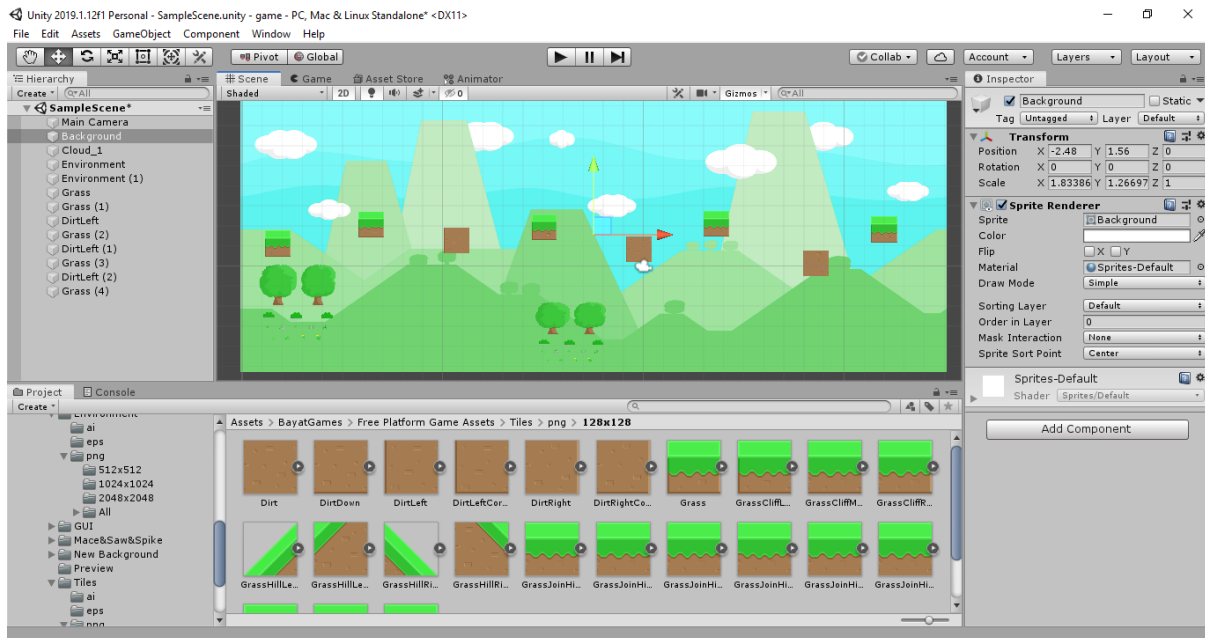 Unity 2019.1.12f1 Personal - SampleScene.unity - game - PC, Mac & Linux Standalone* <DX11>
File Edit Assets GameObject Component Window Help
Pivot Global Collab Account Layers Layout
Hierarchy
Create All
SampleScene*
Main Camera
Background
Cloud_1
Environment
Environment (1)
Grass
Grass (1)
DirtLeft
Grass (2)
DirtLeft (1)
Grass (3)
DirtLeft (2)
Grass (4)
Scene Game Asset Store Animator
Shaded 2D 0 Gizmos All
Inspector
Background Static
Tag Untagged Layer Default
Transform
Position X -2.48 Y 1.56 Z 0
Rotation X 0 Y 0 Z 0
Scale X 1.83386 Y 1.26697 Z 1
Sprite Renderer
Sprite Background
Color
Flip X Y
Material Sprites-Default
Draw Mode Simple
Sorting Layer Default
Order in Layer 0
Mask Interaction None
Sprite Sort Point Center
Sprites-Default
Shader Sprites/Default
Add Component
Project Console
Create
Environment
ai
eps
png
512x512
1024x1024
2048x2048
All
GUI
Mace&Saw&Spike
New Background
Preview
Tiles
ai
eps
png
Assets > BayatGames > Free Platform Game Assets > Tiles > png > 128x128
Dirt DirtDown DirtLeft DirtLeftCor... DirtRight DirtRightCo... Grass GrassCliffL... GrassCliffM... GrassCliffR...
GrassHillLe... GrassHillLe... GrassHillRi... GrassHillRi... GrassJoinHi... GrassJoinHi... GrassJoinHi... GrassJoinHi... GrassJoinHi... GrassJoinHi...